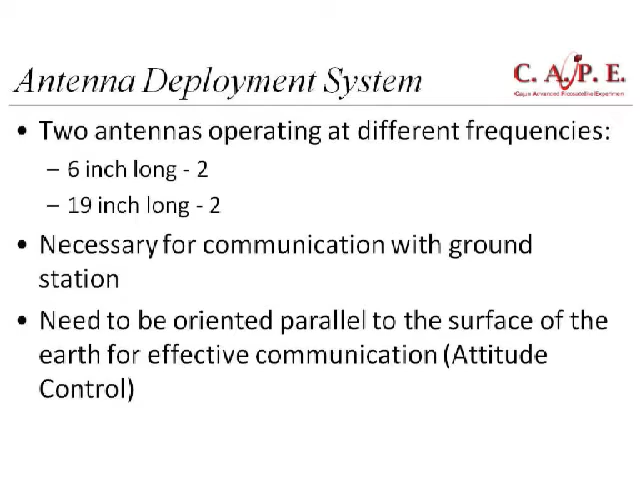 Antenna Deployment System
C. A. P. E.
Cajun Advanced Picosatellite Experiment
• Two antennas operating at different frequencies:
– 6 inch long - 2
– 19 inch long - 2
• Necessary for communication with ground
station
• Need to be oriented parallel to the surface of the
earth for effective communication (Attitude
Control)